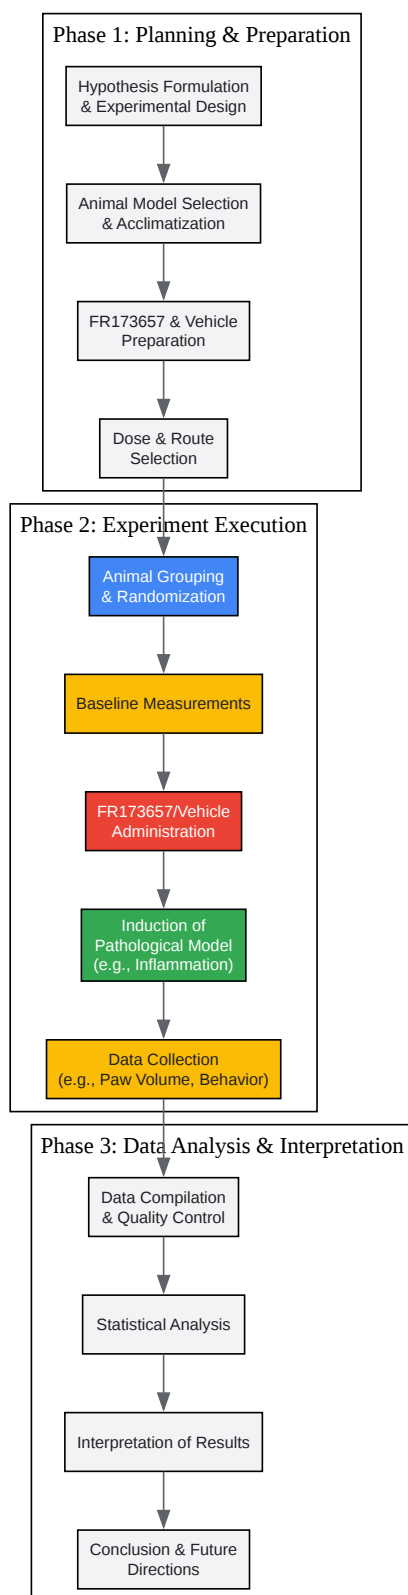 Phase 1: Planning & Preparation
Hypothesis Formulation
& Experimental Design
Animal Model Selection
& Acclimatization
FR173657 & Vehicle
Preparation
Dose & Route
Selection
Phase 2: Experiment Execution
Animal Grouping
& Randomization
Baseline Measurements
FR173657/Vehicle
Administration
Induction of
Pathological Model
(e.g., Inflammation)
Data Collection
(e.g., Paw Volume, Behavior)
Phase 3: Data Analysis & Interpretation
Data Compilation
& Quality Control
Statistical Analysis
Interpretation of Results
Conclusion & Future
Directions